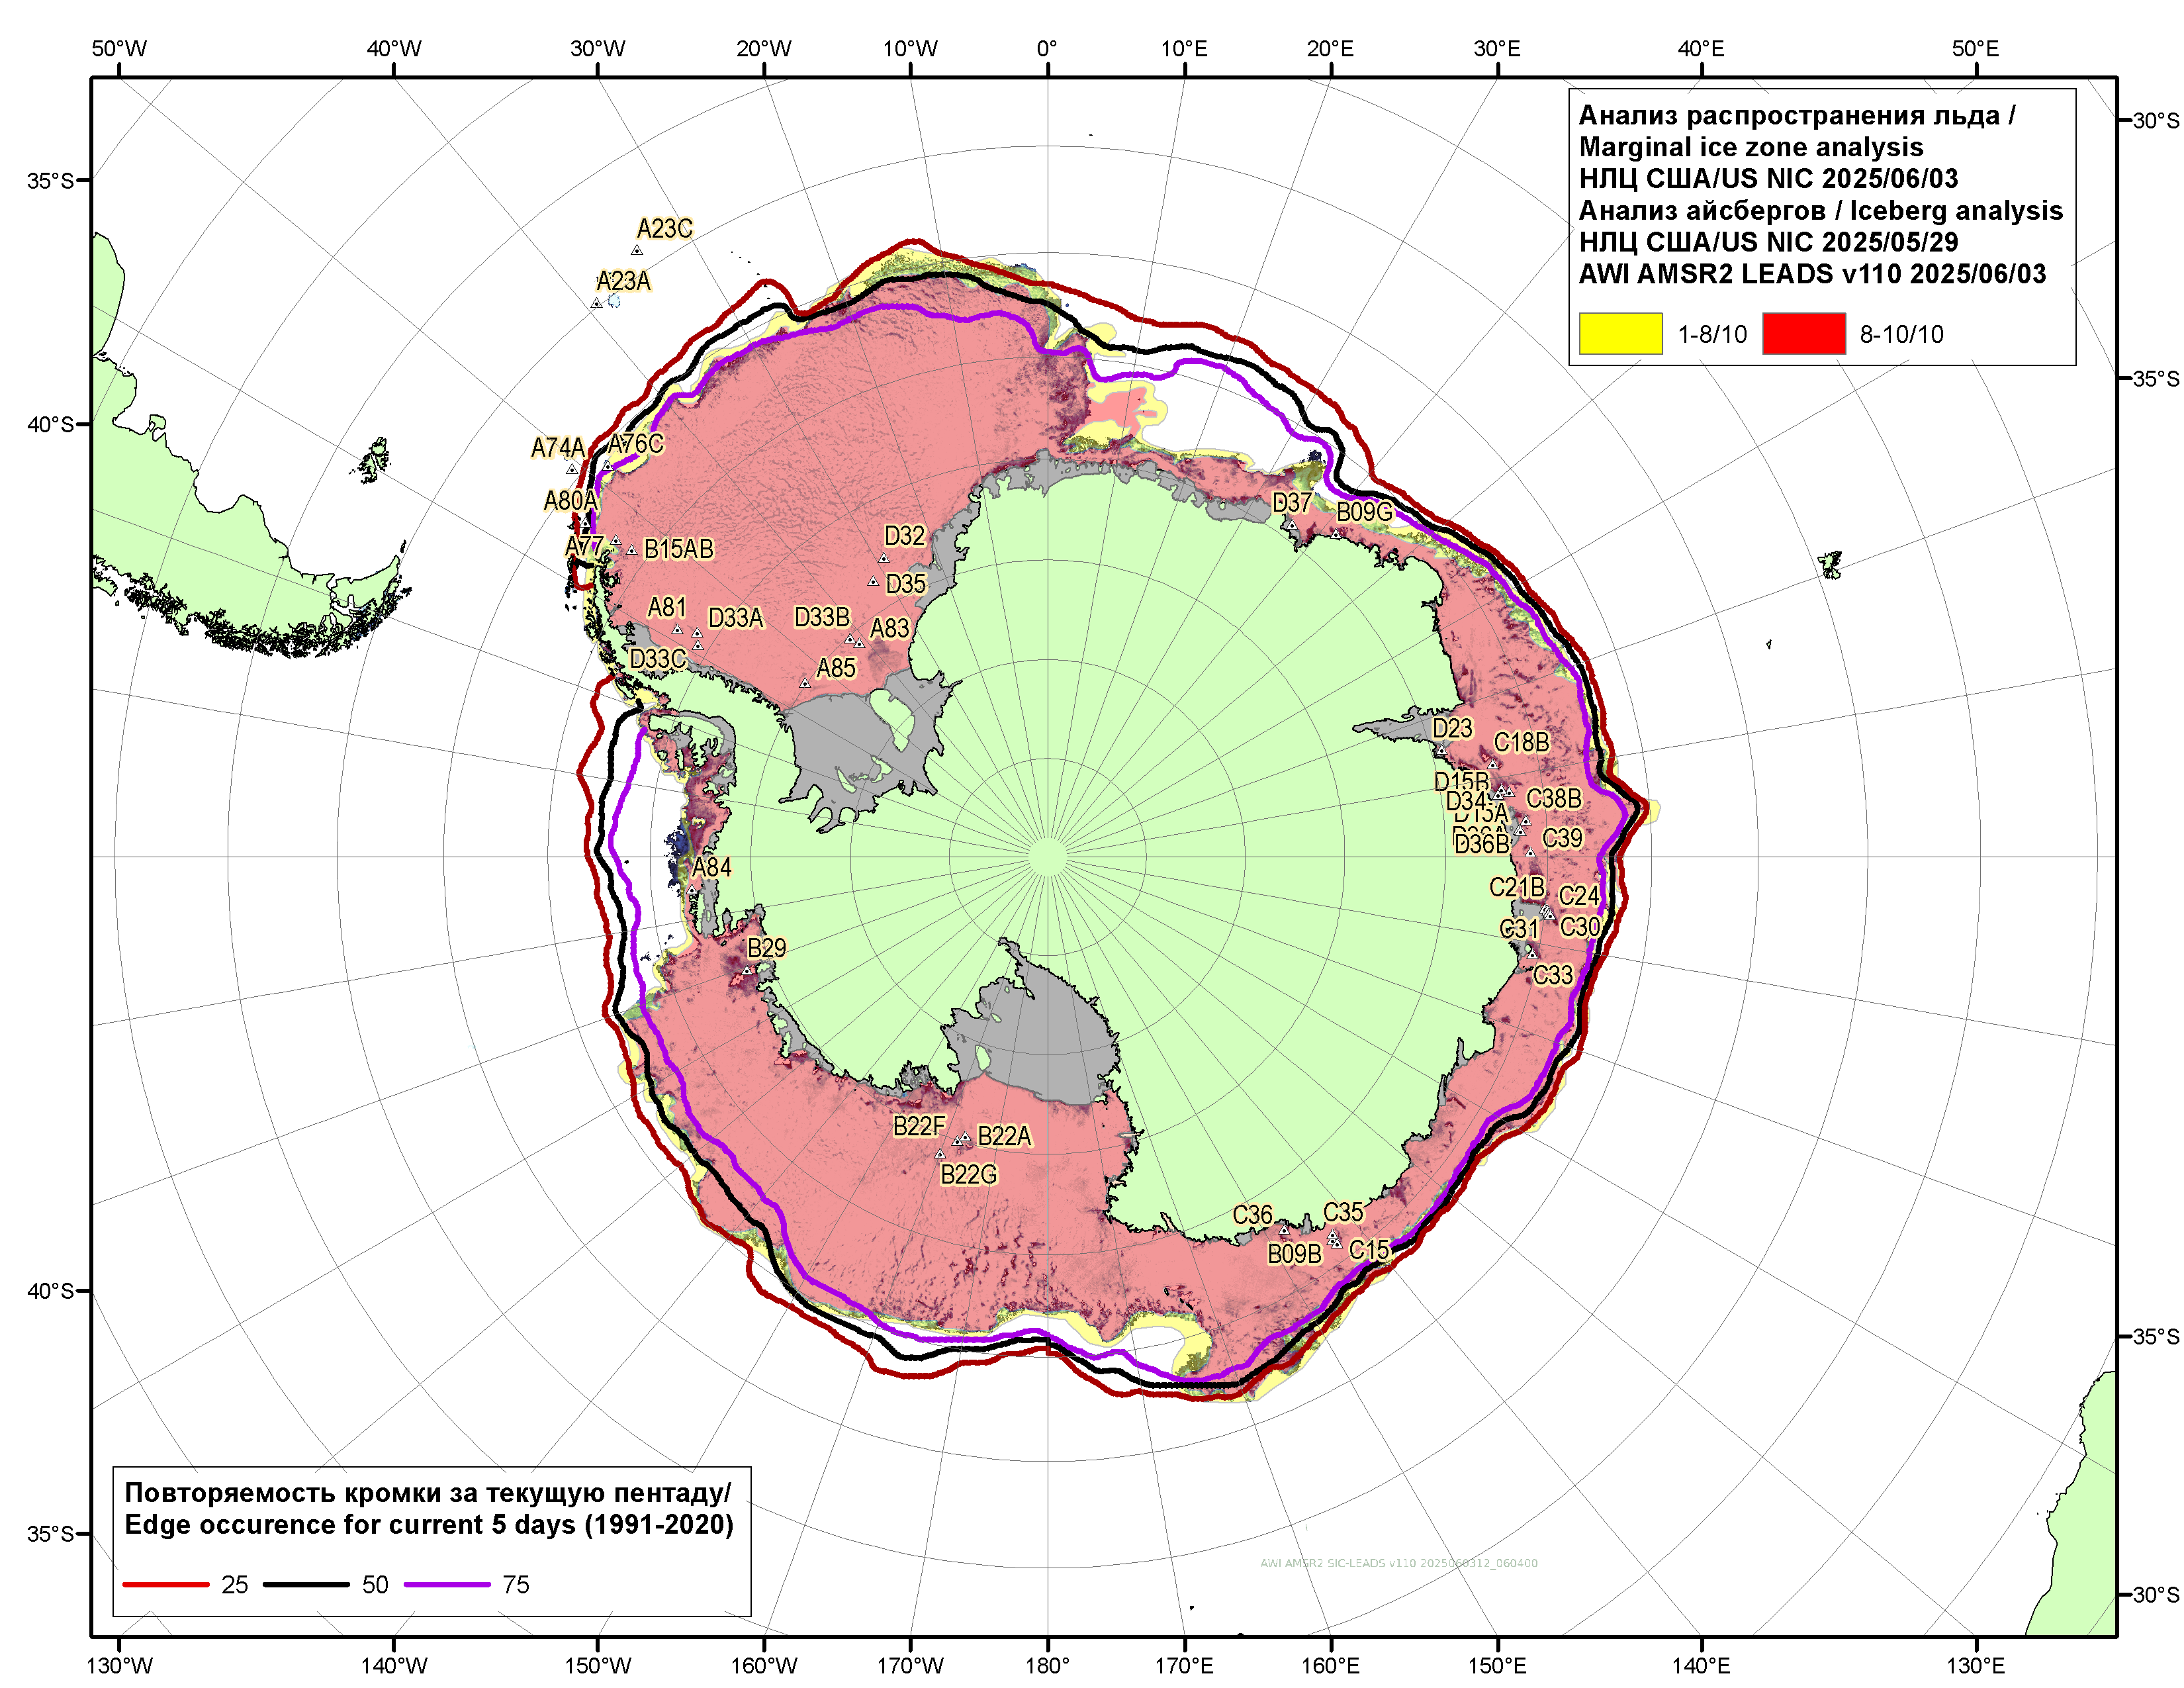 50°W 40°W 30°W 20°W 10°W 0° 10°E 20°E 30°E 40°E 50°E
Анализ распространения льда /
Marginal ice zone analysis
НЛЦ США/US NIC 2025/06/03
Анализ айсбергов / Iceberg analysis
НЛЦ США/US NIC 2025/05/29
AWI AMSR2 LEADS v110 2025/06/03
1-8/10 8-10/10
30°S
35°S
35°S
40°S
A23C
A23A
A74A A76C
A80A
A77 B15AB
D32
D35
D37 B09G
A81 D33A D33B A83
D33C A85
D23
C18B
D15B
D34
C38B
D15A
C39
D36B
A84
C21B C24
C31 C30
C33
B29
B22F B22A
B22G
C36 C35
B09B C15
40°S
35°S
35°S
30°S
Повторяемость кромки за текущую пентаду/
Edge occurence for current 5 days (1991-2020)
25 50 75
AWI AMSR2 SIC-LEADS v110 2025060312_060400
130°W 140°W 150°W 160°W 170°W 180° 170°E 160°E 150°E 140°E 130°E